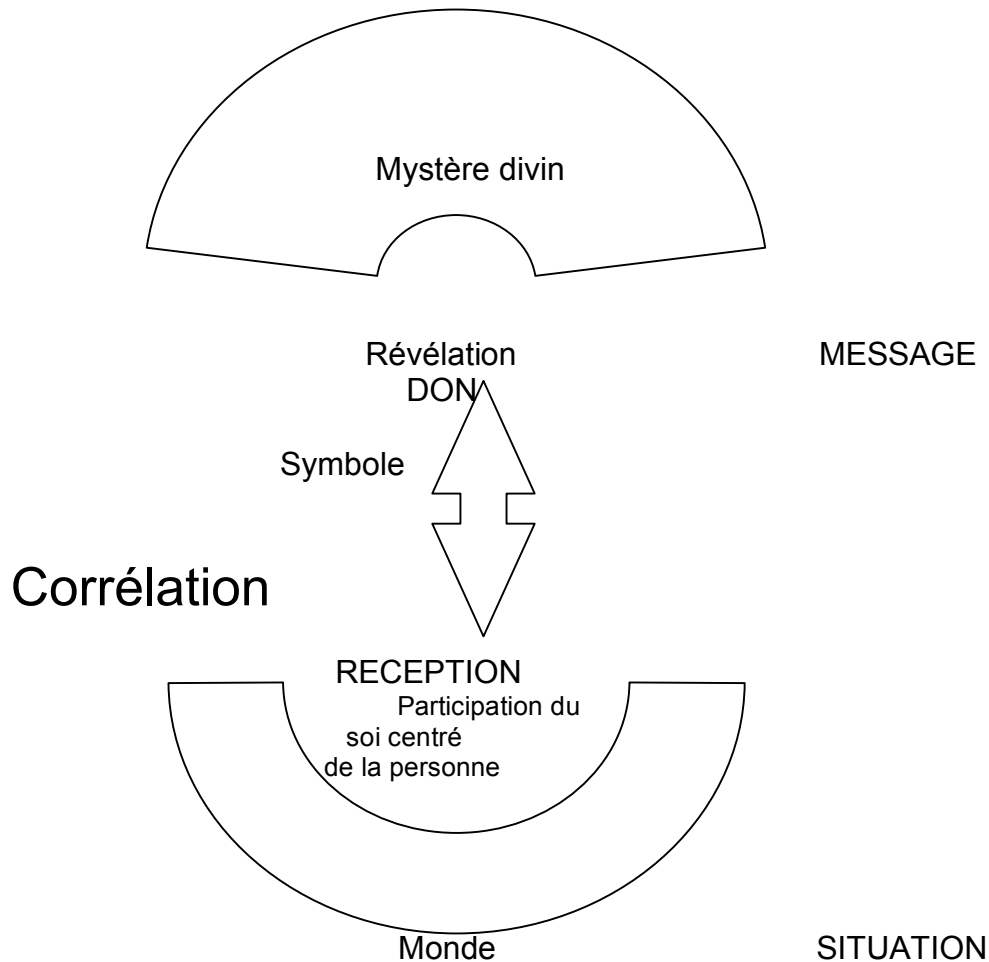 Mystère divin
Révélation
MESSAGE
DON
Symbole
Corrélation
RECEPTION
Participation du
soi centré
de la personne
Monde
SITUATION